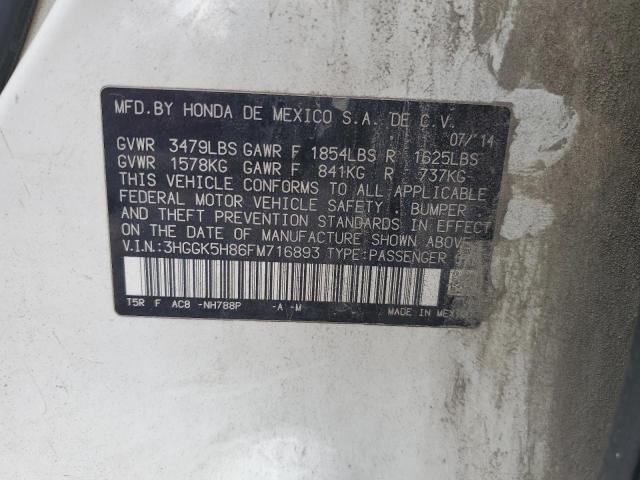 MFD.BY HONDA DE MEXICO S.A. DE C.V.
07/'14
GVWR 3479LBS GAWR F 1854LBS R 1625LBS
GVWR 1578KG GAWR F 841KG R 737KG
THIS VEHICLE CONFORMS TO ALL APPLICABLE
FEDERAL MOTOR VEHICLE SAFETY, BUMPER
AND THEFT PREVENTION STANDARDS IN EFFECT
ON THE DATE OF MANUFACTURE SHOWN ABOVE.
V.I.N.:3HGGK5H86FM716893 TYPE:PASSENGER
T5R F AC8 -NH788P -A -M MADE IN MEXICO